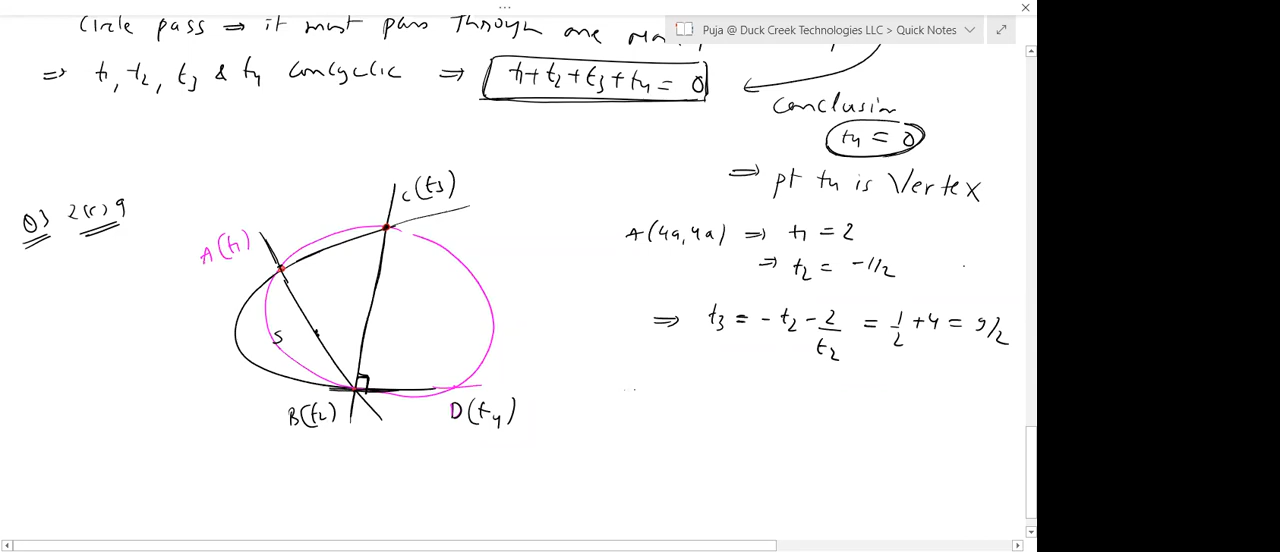 Puja @ Duck Creek Technologies LLC > Quick Notes
Circle pass ⇒ it must pass through one
⇒ t₁, t₂, t₃ & t₄ concyclic ⇒ t₁+t₂+t₃+t₄ = 0
Conclusion
t₄ = 0
⇒ pt t₄ is Vertex
Q3
C(t₃)
A(t₁)
S
B(t₂)
D(t₄)
A(4a,4a) ⇒ t₁ = 2
⇒ t₂ = -1/2
⇒ t₃ = -t₂ - 2/t₂ = 1/2 + 4 = 9/2